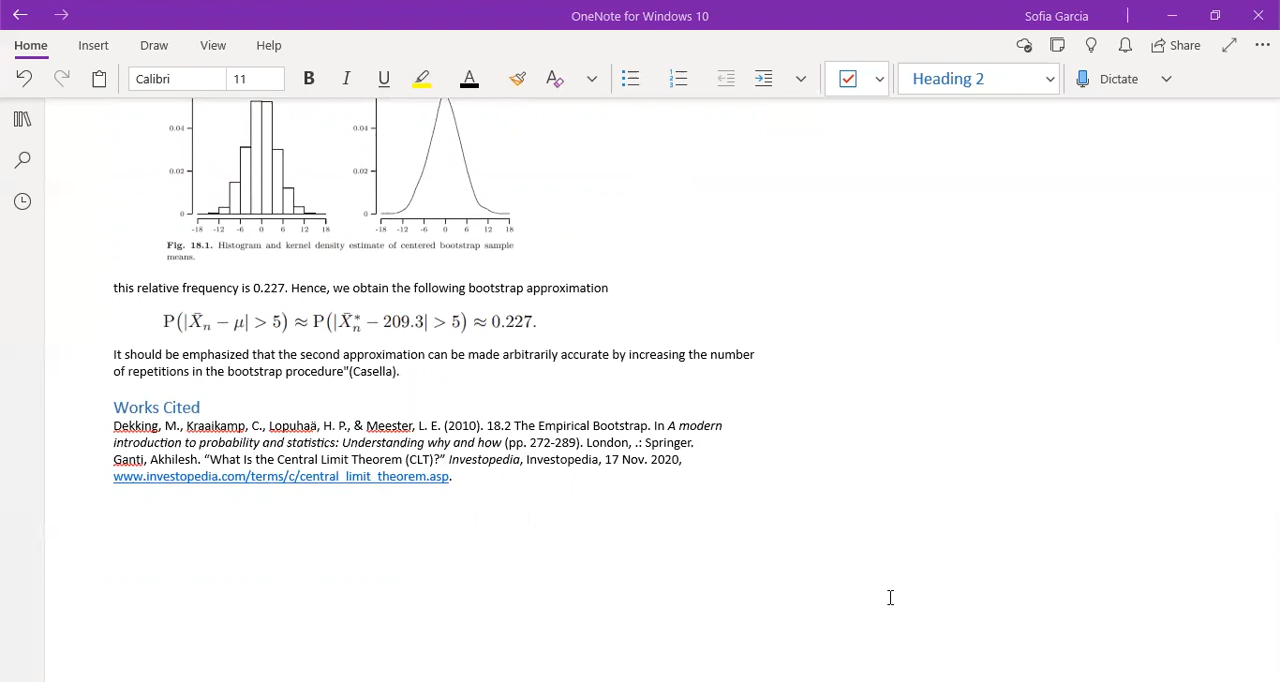 OneNote for Windows 10
Sofia Garcia
Home Insert Draw View Help
Share
Calibri 11 B I U A A Heading 2 Dictate
0.04 0.04
0.02 0.02
0 0
-18 -12 -6 0 6 12 18 -18 -12 -6 0 6 12 18
Fig. 18.1. Histogram and kernel density estimate of centered bootstrap sample
means.
this relative frequency is 0.227. Hence, we obtain the following bootstrap approximation
P(|X̄ₙ − μ| > 5) ≈ P(|X̄ₙ* − 209.3| > 5) ≈ 0.227.
It should be emphasized that the second approximation can be made arbitrarily accurate by increasing the number
of repetitions in the bootstrap procedure"(Casella).
Works Cited
Dekking, M., Kraaikamp, C., Lopuhaä, H. P., & Meester, L. E. (2010). 18.2 The Empirical Bootstrap. In A modern
introduction to probability and statistics: Understanding why and how (pp. 272-289). London, .: Springer.
Ganti, Akhilesh. “What Is the Central Limit Theorem (CLT)?” Investopedia, Investopedia, 17 Nov. 2020,
www.investopedia.com/terms/c/central_limit_theorem.asp.